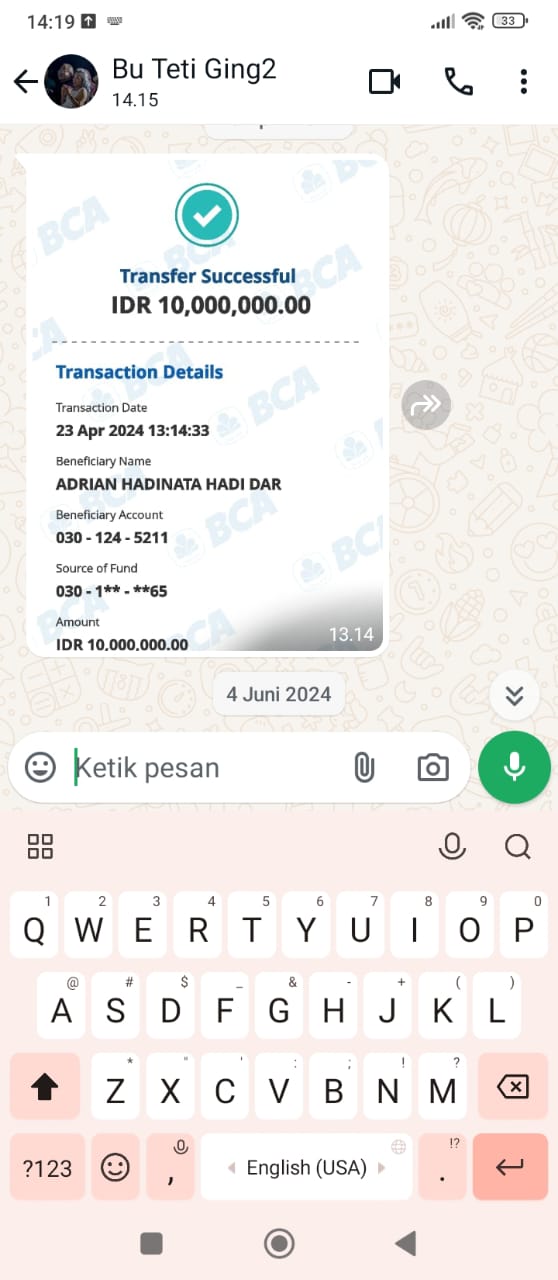 14:19
33
Bu Teti Ging2
14.15
BCA
Transfer Successful
IDR 10,000,000.00
Transaction Details
Transaction Date
23 Apr 2024 13:14:33
Beneficiary Name
ADRIAN HADINATA HADI DAR
Beneficiary Account
030 - 124 - 5211
Source of Fund
030 - 1** - **65
Amount
IDR 10,000,000.00
13.14
4 Juni 2024
Ketik pesan
1 2 3 4 5 6 7 8 9 0
Q W E R T Y U I O P
@ # $ _ & - + ( )
A S D F G H J K L
* " ' : ; ! ?
Z X C V B N M
!?
?123 , English (USA) .